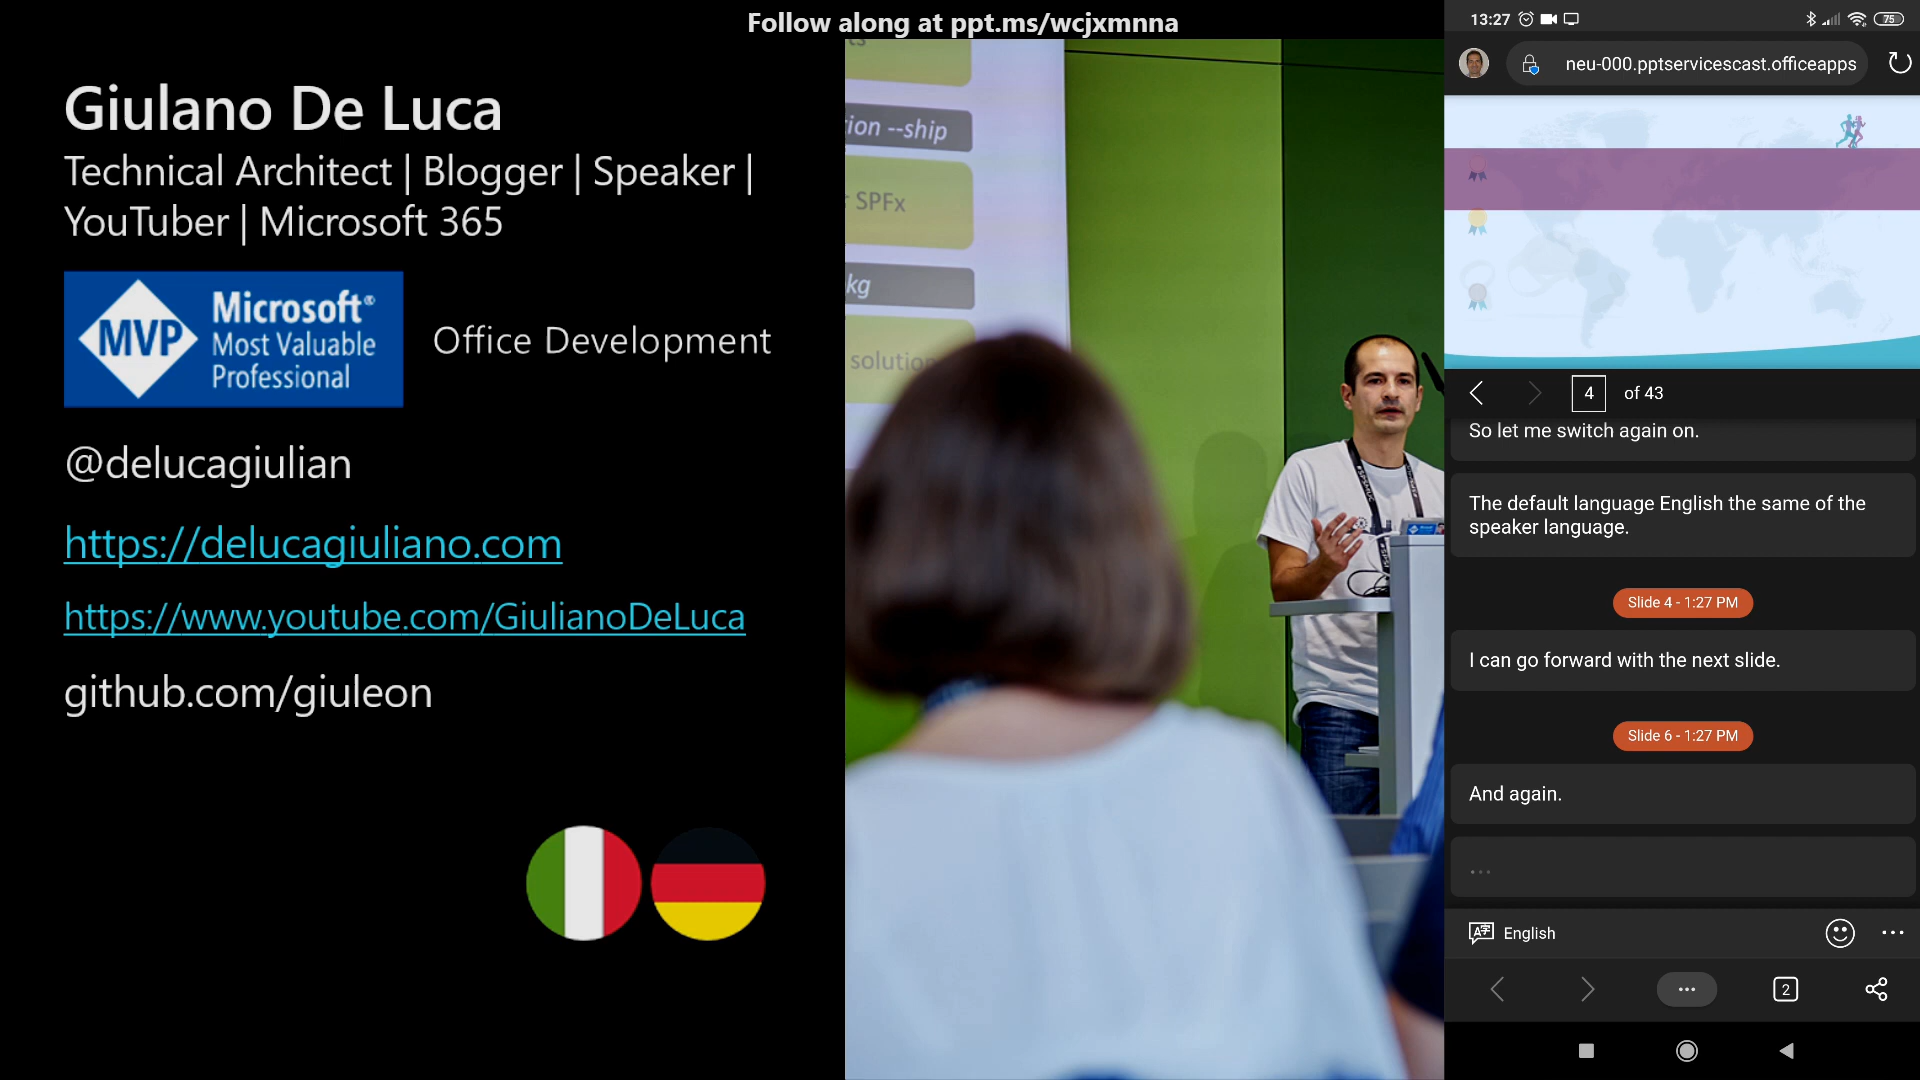 Follow along at ppt.ms/wcjxmnna
Giulano De Luca
Technical Architect | Blogger | Speaker |
YouTuber | Microsoft 365
MVP
Microsoft®
Most Valuable
Professional
Office Development
@delucagiulian
https://delucagiuliano.com
https://www.youtube.com/GiulianoDeLuca
github.com/giuleon
ts
ion --ship
SPFx
kg
solution
13:27
75
neu-000.pptservicescast.officeapps
4 of 43
So let me switch again on.
The default language English the same of the
speaker language.
Slide 4 - 1:27 PM
I can go forward with the next slide.
Slide 6 - 1:27 PM
And again.
...
English
2